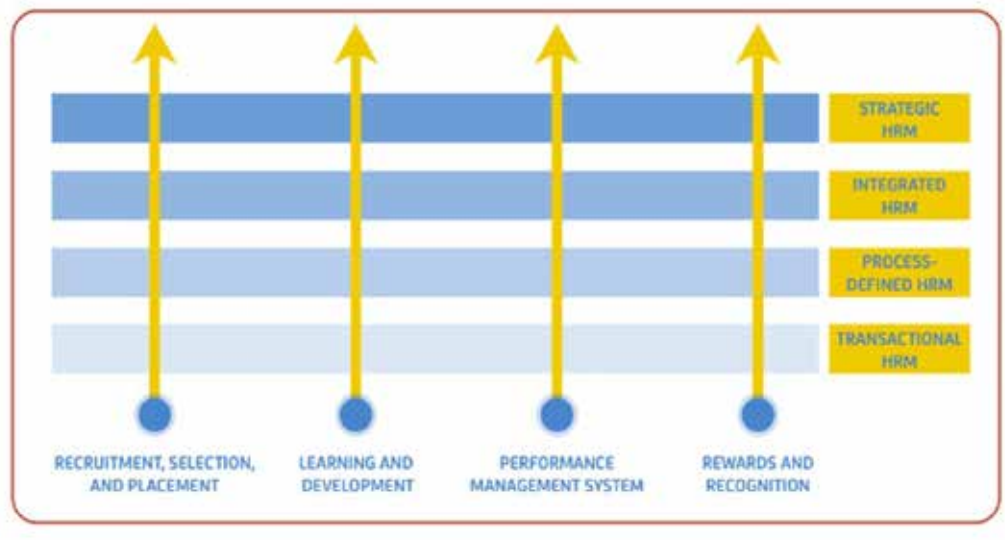 STRATEGIC
HRM
INTEGRATED
HRM
PROCESS-
DEFINED HRM
TRANSACTIONAL
HRM
RECRUITMENT, SELECTION,
AND PLACEMENT
LEARNING AND
DEVELOPMENT
PERFORMANCE
MANAGEMENT SYSTEM
REWARDS AND
RECOGNITION